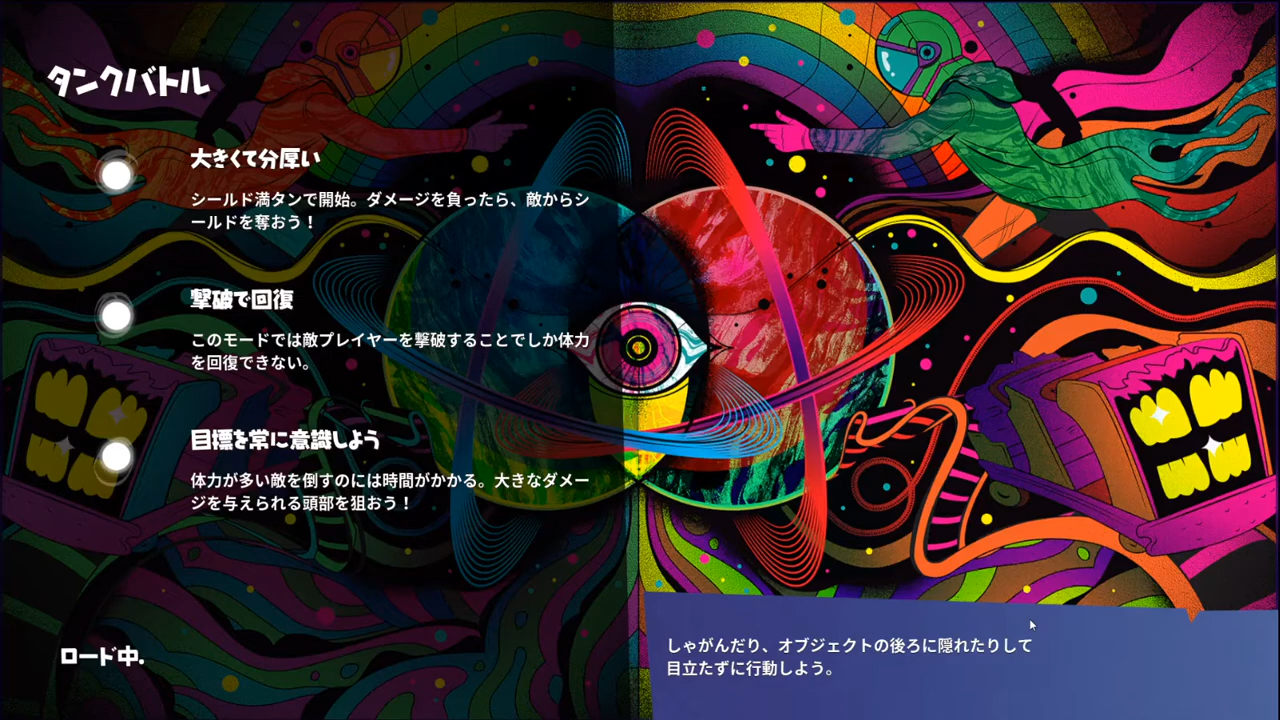 タンクバトル
大きくて分厚い
シールド満タンで開始。ダメージを負ったら、敵からシ
ールドを奪おう！
撃破で回復
このモードでは敵プレイヤーを撃破することでしか体力
を回復できない。
目標を常に意識しよう
体力が多い敵を倒すのには時間がかかる。大きなダメー
ジを与えられる頭部を狙おう！
ロード中.
しゃがんだり、オブジェクトの後ろに隠れたりして
目立たずに行動しよう。